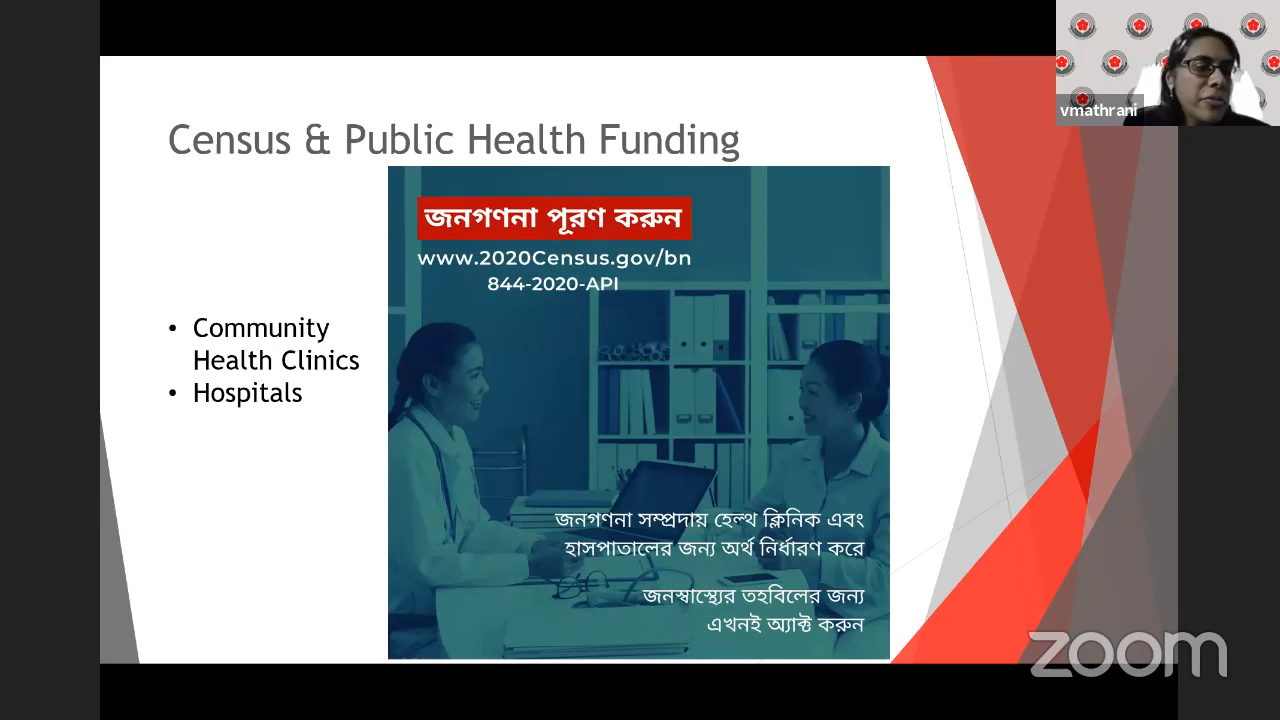 vmathrani
Census & Public Health Funding
জনগণনা পূরণ করুন
www.2020Census.gov/bn
844-2020-API
• Community
Health Clinics
• Hospitals
জনগণনা সম্প্রদায় হেল্থ ক্লিনিক এবং
হাসপাতালের জন্য অর্থ নির্ধারণ করে
জনস্বাস্থ্যের তহবিলের জন্য
এখনই অ্যাক্ট করুন
zoom